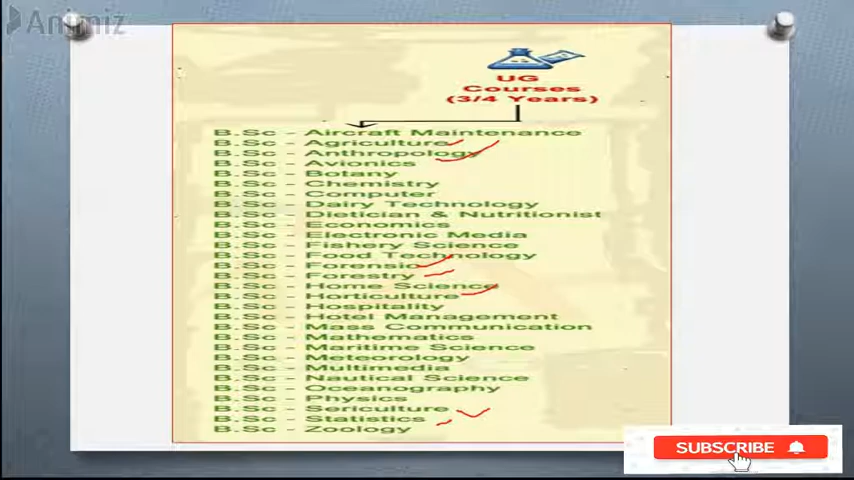 Animiz
UG
Courses
(3/4 Years)
B.Sc - Aircraft Maintenance
B.Sc - Agriculture
B.Sc - Anthropology
B.Sc - Avionics
B.Sc - Botany
B.Sc - Chemistry
B.Sc - Computer
B.Sc - Dairy Technology
B.Sc - Dietician & Nutritionist
B.Sc - Economics
B.Sc - Electronic Media
B.Sc - Fishery Science
B.Sc - Food Technology
B.Sc - Forensic
B.Sc - Forestry
B.Sc - Home Science
B.Sc - Horticulture
B.Sc - Hospitality
B.Sc - Hotel Management
B.Sc - Mass Communication
B.Sc - Mathematics
B.Sc - Maritime Science
B.Sc - Meteorology
B.Sc - Multimedia
B.Sc - Nautical Science
B.Sc - Oceanography
B.Sc - Physics
B.Sc - Sericulture
B.Sc - Statistics
B.Sc - Zoology
SUBSCRIBE